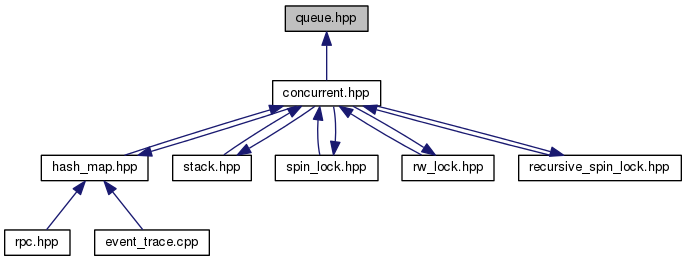 queue.hpp
concurrent.hpp
hash_map.hpp
stack.hpp
spin_lock.hpp
rw_lock.hpp
recursive_spin_lock.hpp
rpc.hpp
event_trace.cpp